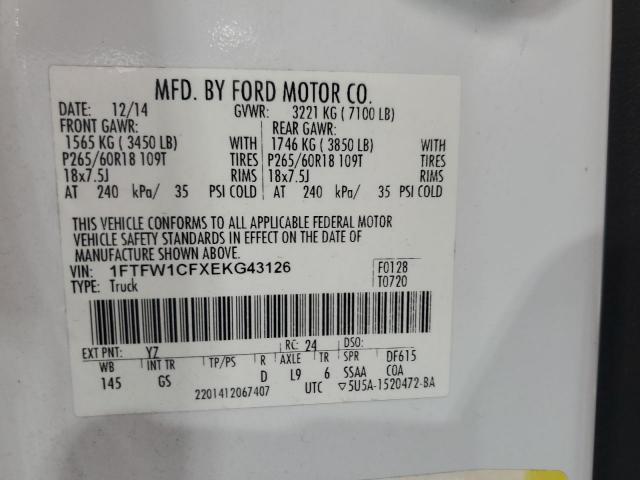 MFD. BY FORD MOTOR CO.
DATE: 12/14 GVWR: 3221 KG ( 7100 LB)
FRONT GAWR: REAR GAWR:
1565 KG ( 3450 LB) WITH 1746 KG ( 3850 LB) WITH
P265/60R18 109T TIRES P265/60R18 109T TIRES
18x7.5J RIMS 18x7.5J RIMS
AT 240 kPa/ 35 PSI COLD AT 240 kPa/ 35 PSI COLD
THIS VEHICLE CONFORMS TO ALL APPLICABLE FEDERAL MOTOR
VEHICLE SAFETY STANDARDS IN EFFECT ON THE DATE OF
MANUFACTURE SHOWN ABOVE.
VIN: 1FTFW1CFXEKG43126 F0128
TYPE: Truck T0720
EXT PNT: YZ RC: 24 DSO:
WB INT TR TP/PS R AXLE TR SPR DF615
145 GS D L9 6 SSAA COA
2201412067407 UTC ▽5U5A-1520472-BA